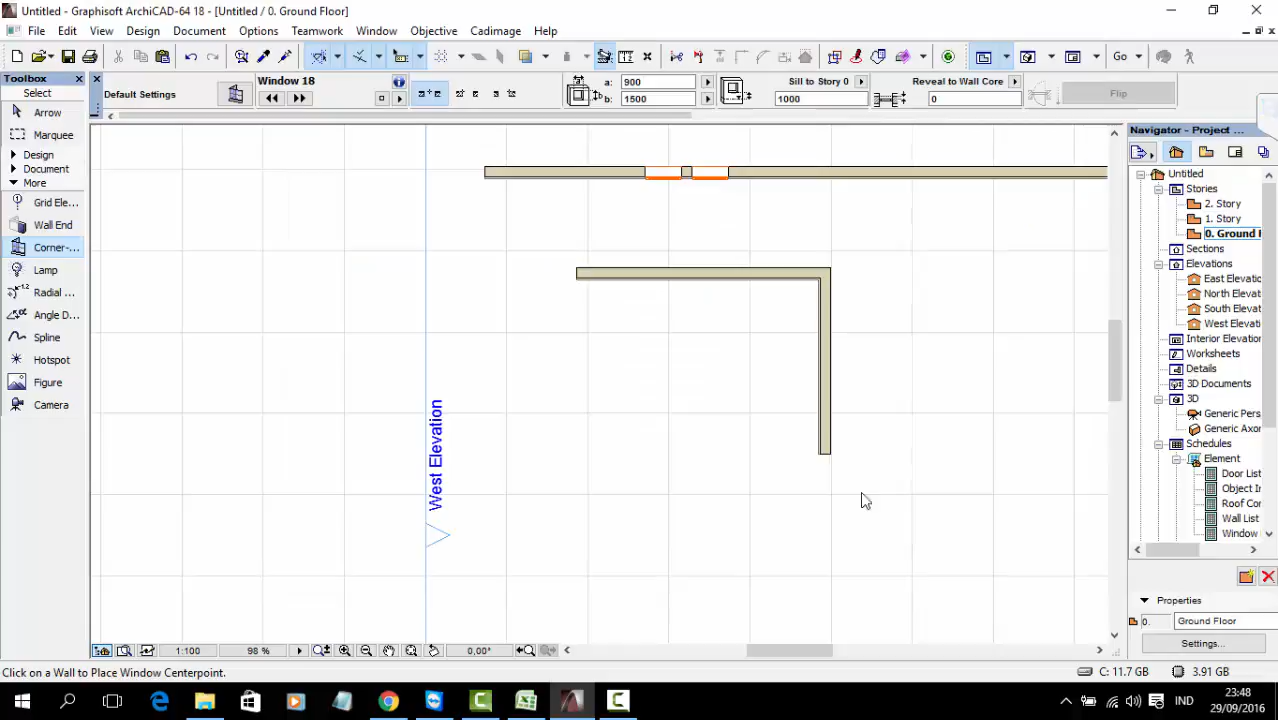 Untitled - Graphisoft ArchiCAD-64 18 - [Untitled / 0. Ground Floor]
File Edit View Design Document Options Teamwork Window Objective Cadimage Help
Go
Toolbox
Select
Arrow
Marquee
Design
Document
More
Grid Ele...
Wall End
Corner-...
Lamp
Radial ...
Angle D...
Spline
Hotspot
Figure
Camera
Default Settings
Window 18
a: 900
b: 1500
Sill to Story 0
1000
Reveal to Wall Core
0
Flip
West Elevation
Navigator - Project ...
Untitled
Stories
2. Story
1. Story
0. Ground F
Sections
Elevations
East Elevatio
North Elevat
South Elevat
West Elevati
Interior Elevation
Worksheets
Details
3D Documents
3D
Generic Pers
Generic Axon
Schedules
Element
Door List
Object In
Roof Cor
Wall List
Window
Properties
0. Ground Floor
Settings...
1:100
98 %
0,00°
Click on a Wall to Place Window Centerpoint.
C: 11.7 GB
3.91 GB
IND
23:48
29/09/2016